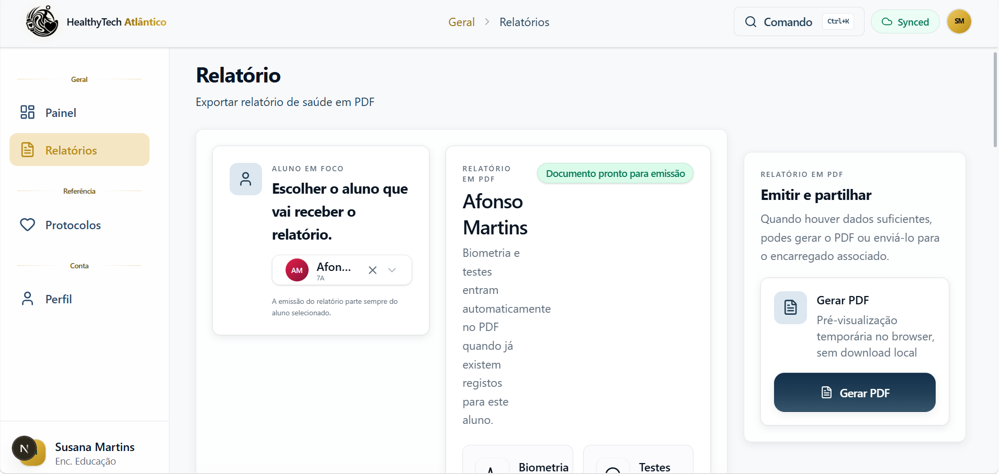 HealthyTech Atlântico
Geral
Relatórios
Comando
Ctrl+K
Synced
SM
Geral
Painel
Relatórios
Referência
Protocolos
Conta
Perfil
N
Susana Martins
Enc. Educação
Relatório
Exportar relatório de saúde em PDF
ALUNO EM FOCO
Escolher o aluno que
vai receber o
relatório.
AM
Afon...
7A
A emissão do relatório parte sempre do
aluno selecionado.
RELATÓRIO
EM PDF
Documento pronto para emissão
Afonso
Martins
Biometria e
testes
entram
automaticamente
no PDF
quando já
existem
registos
para este
aluno.
Biometria
Testes
RELATÓRIO EM PDF
Emitir e partilhar
Quando houver dados suficientes,
podes gerar o PDF ou enviá-lo para
o encarregado associado.
Gerar PDF
Pré-visualização
temporária no browser,
sem download local
Gerar PDF